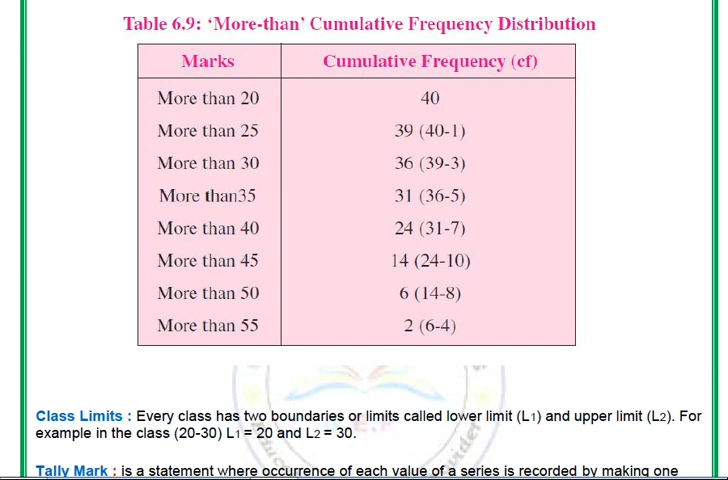 Table 6.9: ‘More-than’ Cumulative Frequency Distribution
Marks Cumulative Frequency (cf)
More than 20 40
More than 25 39 (40-1)
More than 30 36 (39-3)
More than35 31 (36-5)
More than 40 24 (31-7)
More than 45 14 (24-10)
More than 50 6 (14-8)
More than 55 2 (6-4)
Class Limits : Every class has two boundaries or limits called lower limit (L1) and upper limit (L2). For
example in the class (20-30) L1 = 20 and L2 = 30.
Tally Mark : is a statement where occurrence of each value of a series is recorded by making one